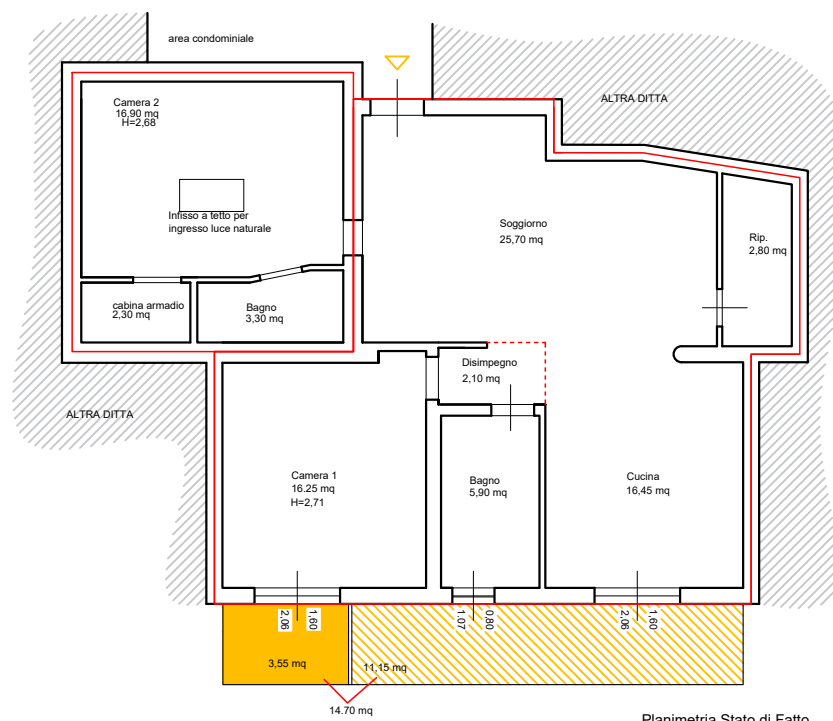 area condominiale
ALTRA DITTA
Camera 2
16,90 mq
H=2,68
Infisso a tetto per
ingresso luce naturale
Soggiorno
25,70 mq
Rip.
2,80 mq
cabina armadio
2,30 mq
Bagno
3,30 mq
Disimpegno
2,10 mq
ALTRA DITTA
Camera 1
16.25 mq
H=2,71
Bagno
5,90 mq
Cucina
16,45 mq
1,60
2,06
0,80
1,07
1,60
2,06
3,55 mq
11,15 mq
14.70 mq
Planimetria Stato di Fatto